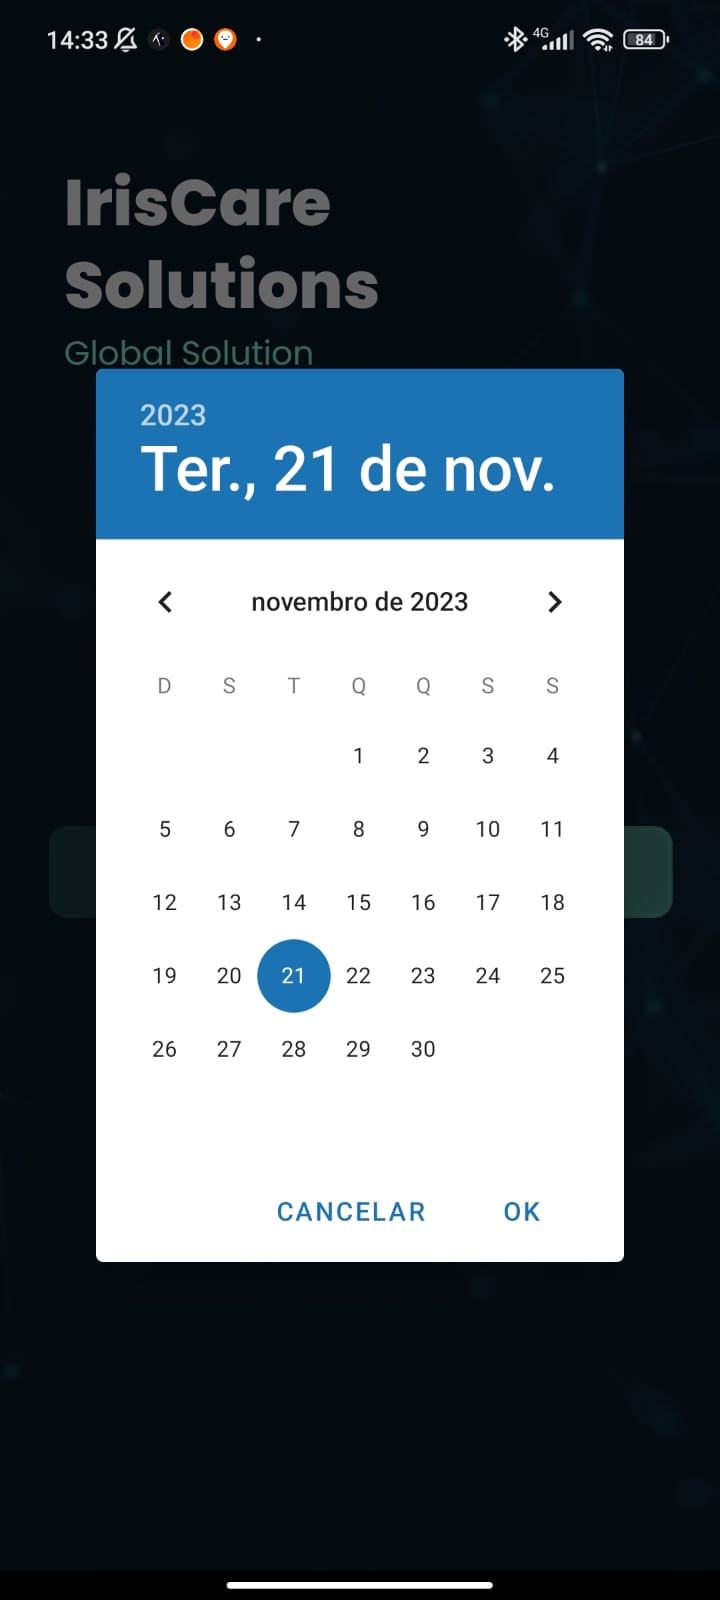 14:33 4G 84
IrisCare
Solutions
Global Solution
2023
Ter., 21 de nov.
novembro de 2023
D S T Q Q S S
1 2 3 4
5 6 7 8 9 10 11
12 13 14 15 16 17 18
19 20 21 22 23 24 25
26 27 28 29 30
CANCELAR OK